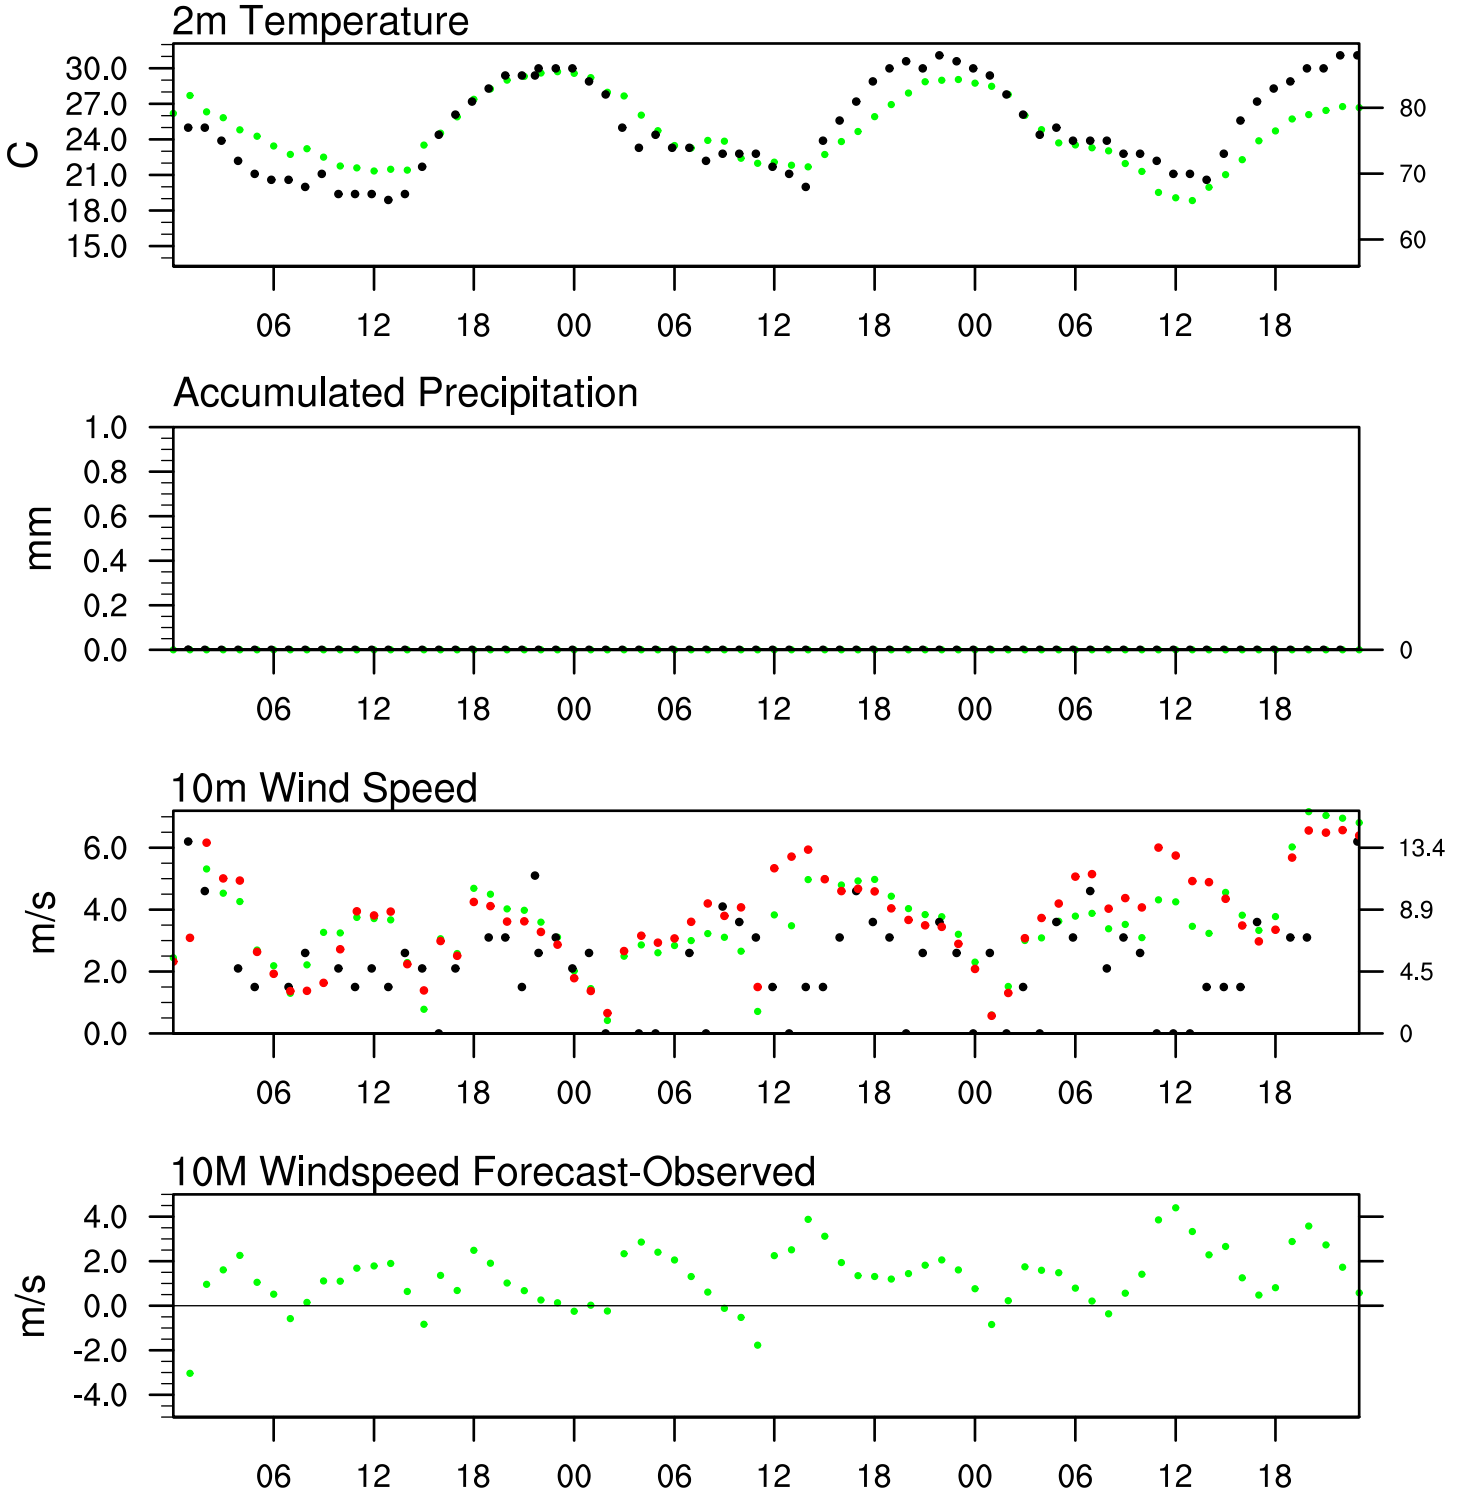 2m Temperature
30.0
27.0
24.0
21.0
18.0
15.0
C
80
70
60
06 12 18 00 06 12 18 00 06 12 18
Accumulated Precipitation
1.0
0.8
0.6
0.4
0.2
0.0
mm
0
06 12 18 00 06 12 18 00 06 12 18
10m Wind Speed
6.0
4.0
2.0
0.0
m/s
13.4
8.9
4.5
0
06 12 18 00 06 12 18 00 06 12 18
10M Windspeed Forecast-Observed
4.0
2.0
0.0
-2.0
-4.0
m/s
06 12 18 00 06 12 18 00 06 12 18